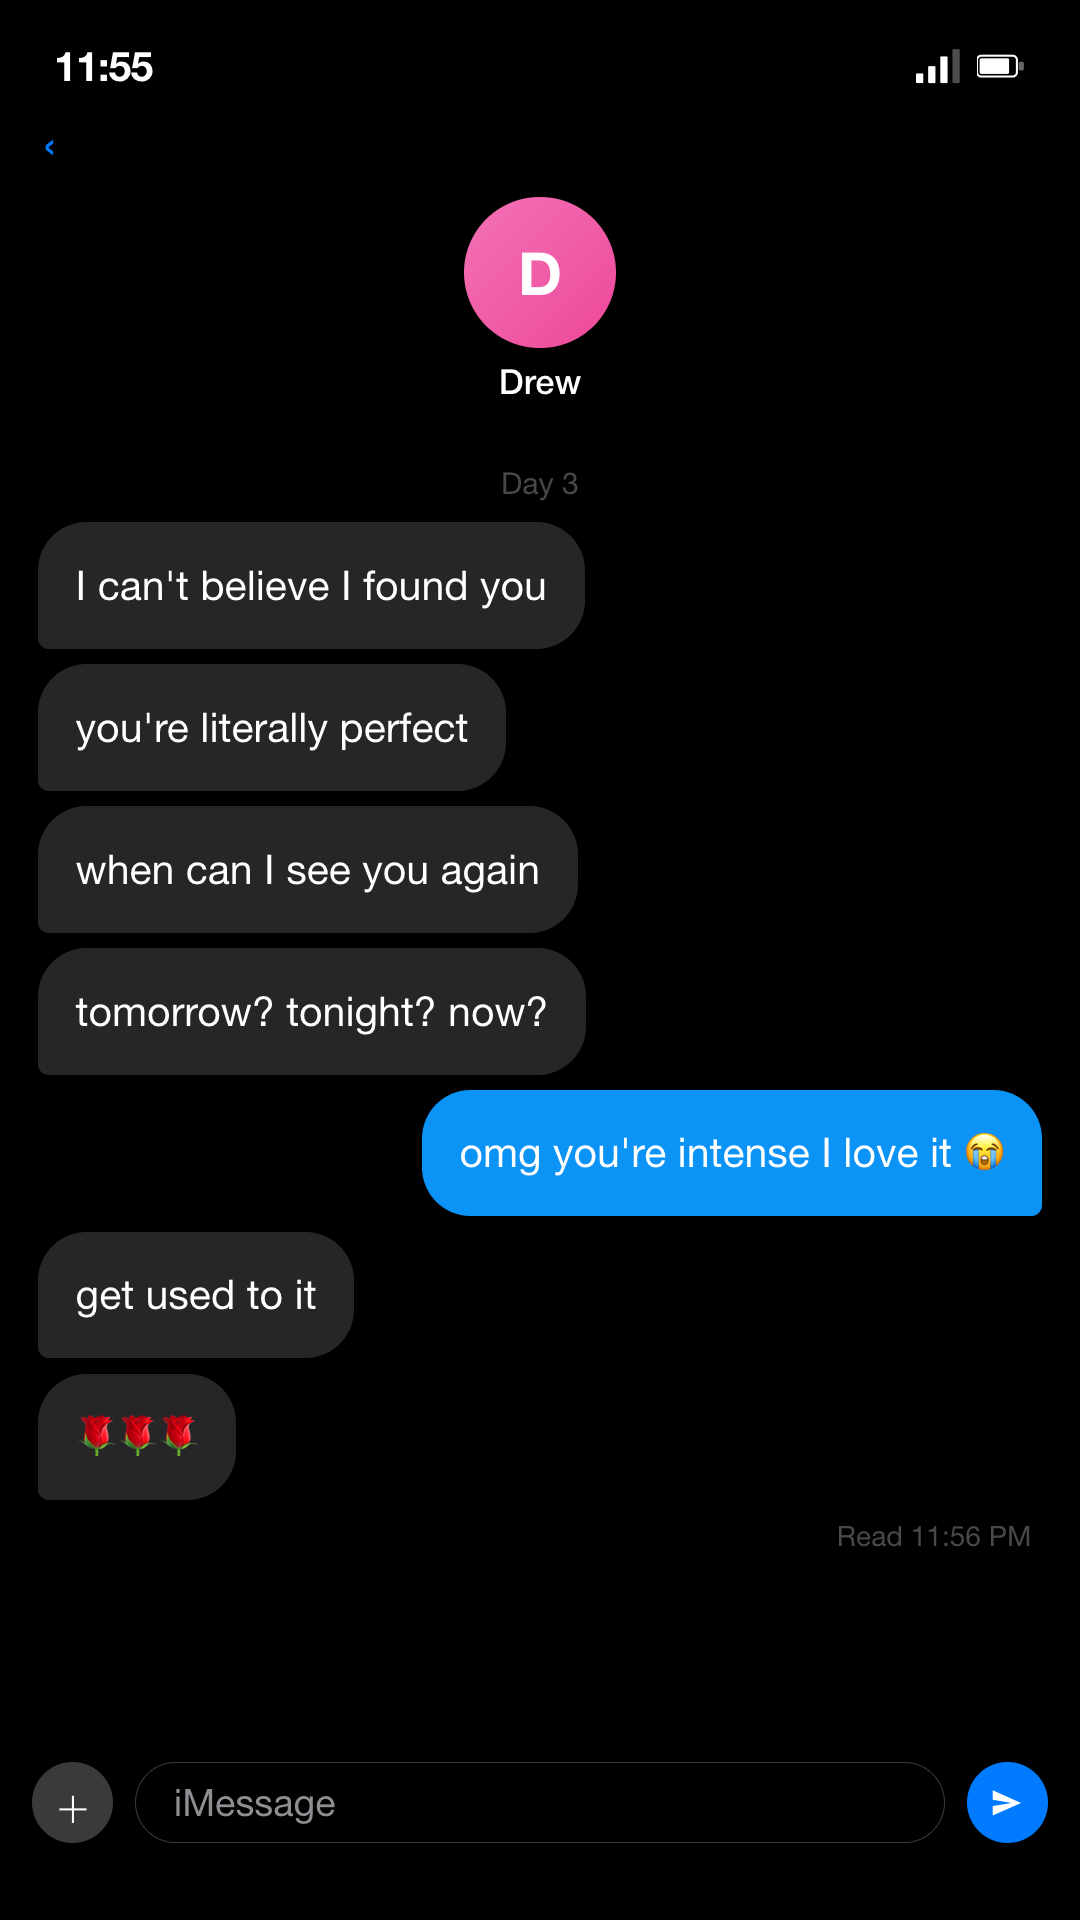 11:55
‹
D
Drew
Day 3
I can't believe I found you
you're literally perfect
when can I see you again
tomorrow? tonight? now?
omg you're intense I love it 😭
get used to it
🌹🌹🌹
Read 11:56 PM
+
iMessage